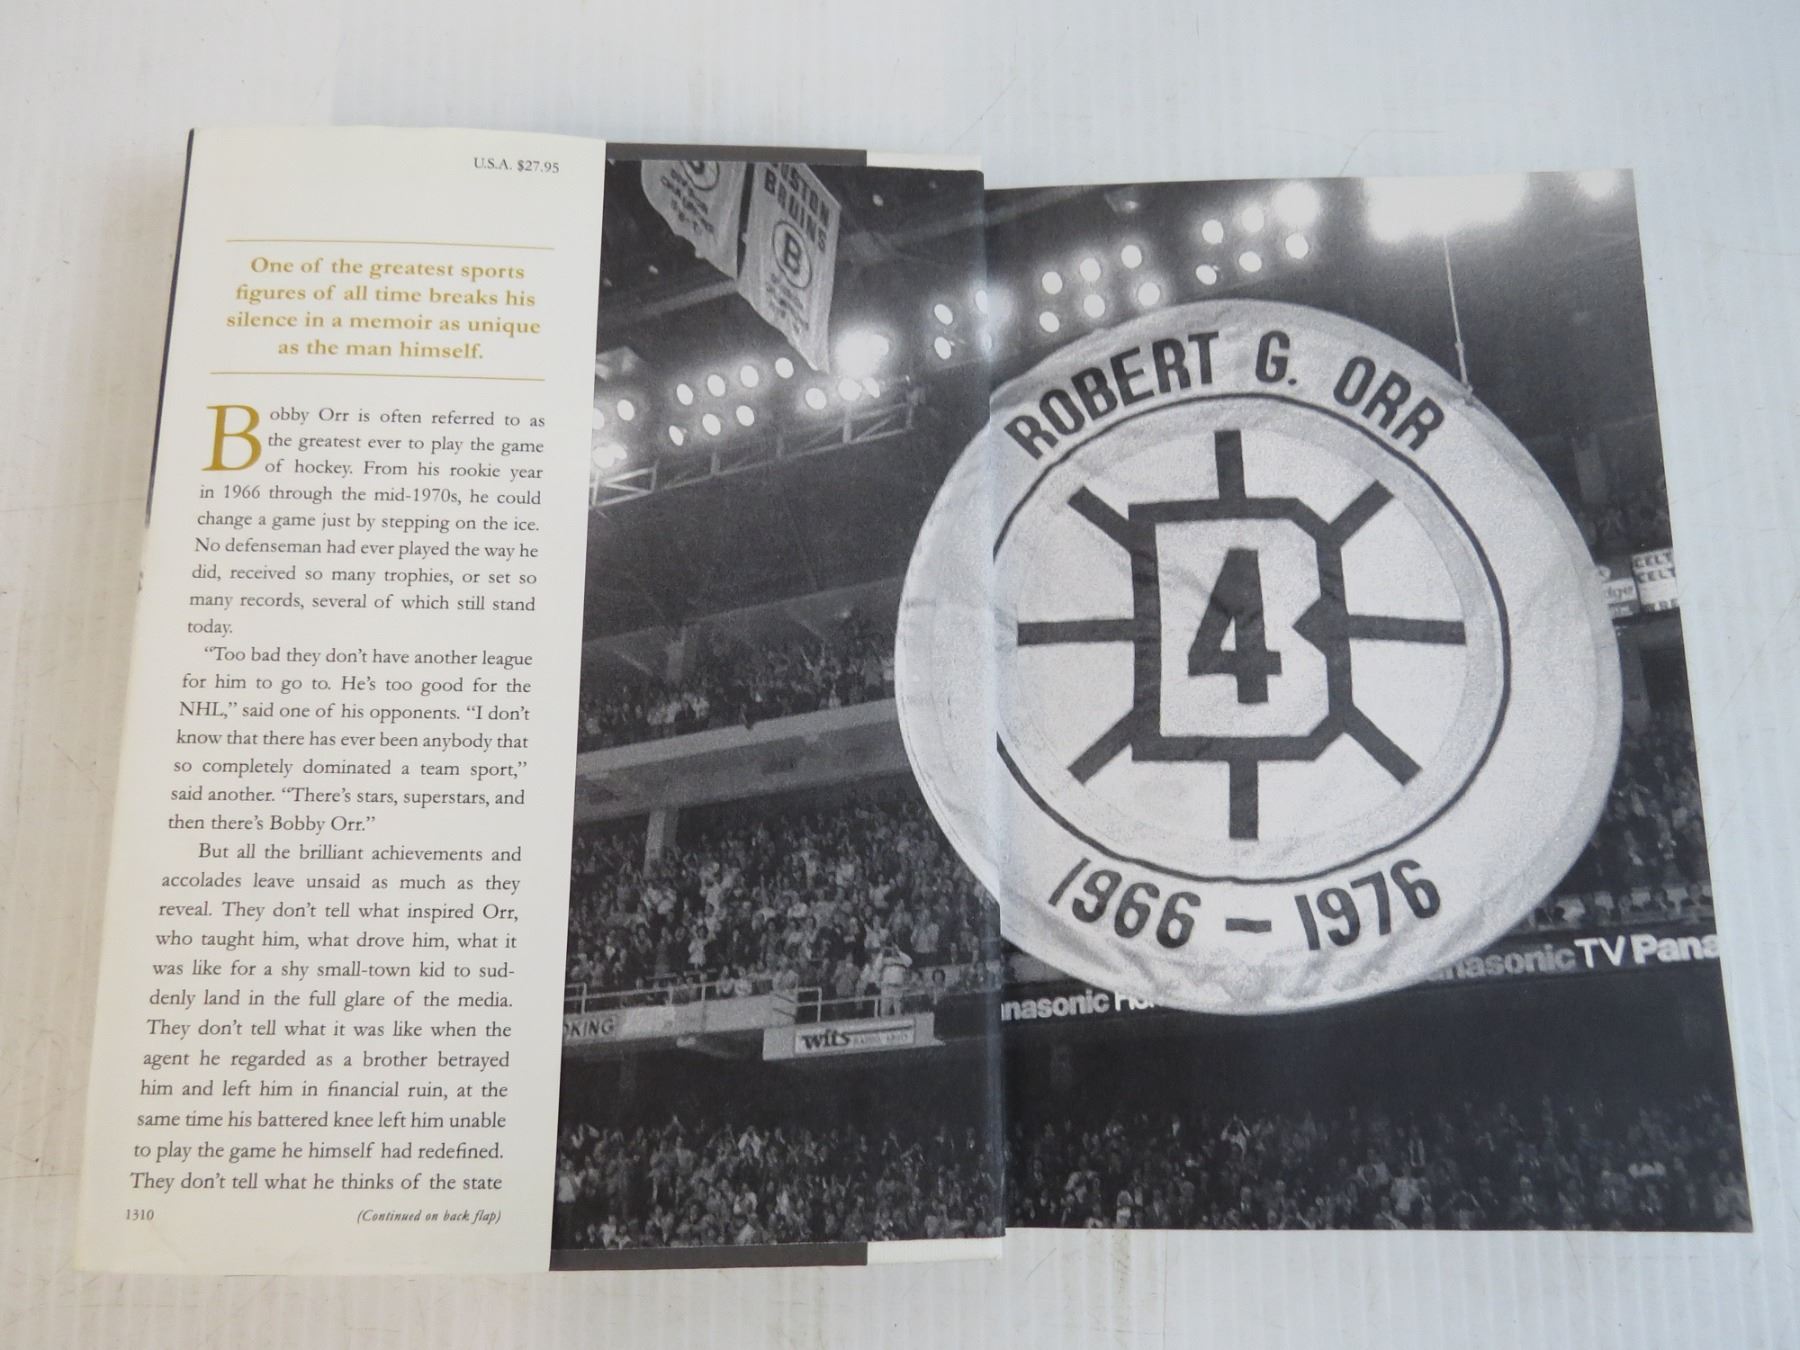 U.S.A. $27.95
One of the greatest sports
figures of all time breaks his
silence in a memoir as unique
as the man himself.
Bobby Orr is often referred to as
the greatest ever to play the game
of hockey. From his rookie year
in 1966 through the mid-1970s, he could
change a game just by stepping on the ice.
No defenseman had ever played the way he
did, received so many trophies, or set so
many records, several of which still stand
today.
“Too bad they don’t have another league
for him to go to. He’s too good for the
NHL,” said one of his opponents. “I don’t
know that there has ever been anybody that
so completely dominated a team sport,”
said another. “There’s stars, superstars, and
then there’s Bobby Orr.”
But all the brilliant achievements and
accolades leave unsaid as much as they
reveal. They don’t tell what inspired Orr,
who taught him, what drove him, what it
was like for a shy small-town kid to sud-
denly land in the full glare of the media.
They don’t tell what it was like when the
agent he regarded as a brother betrayed
him and left him in financial ruin, at the
same time his battered knee left him unable
to play the game he himself had redefined.
They don’t tell what he thinks of the state
1310 (Continued on back flap)
BRUINS
B
ROBERT G. ORR
4
1966 – 1976
nasonic TV Pana
nasonic
KING